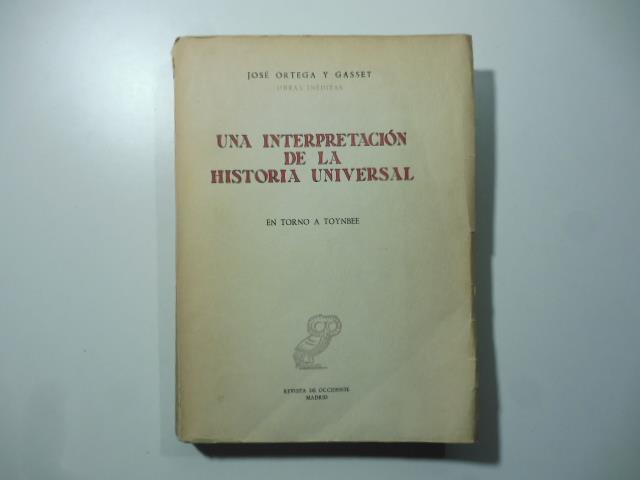 JOSÉ ORTEGA Y GASSET
OBRAS INÉDITAS
UNA INTERPRETACIÓN
DE LA
HISTORIA UNIVERSAL
EN TORNO A TOYNBEE
REVISTA DE OCCIDENTE
MADRID